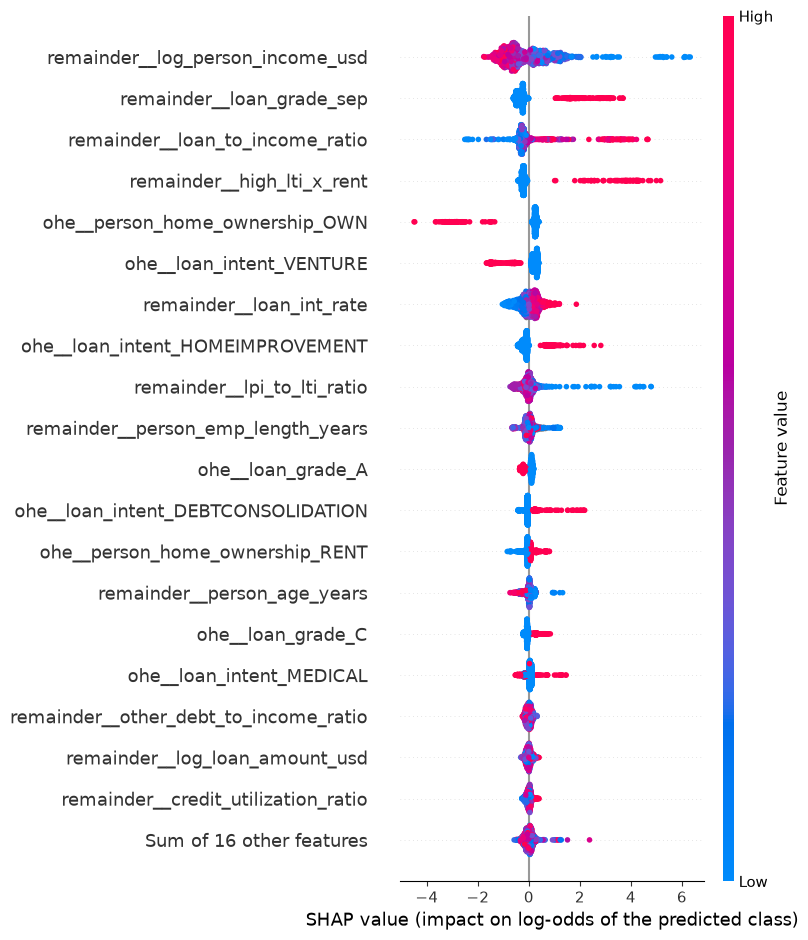 High
remainder__log_person_income_usd
remainder__loan_grade_sep
remainder__loan_to_income_ratio
remainder__high_lti_x_rent
ohe__person_home_ownership_OWN
ohe__loan_intent_VENTURE
remainder__loan_int_rate
ohe__loan_intent_HOMEIMPROVEMENT
remainder__lpi_to_lti_ratio
remainder__person_emp_length_years
ohe__loan_grade_A
ohe__loan_intent_DEBTCONSOLIDATION
ohe__person_home_ownership_RENT
remainder__person_age_years
ohe__loan_grade_C
ohe__loan_intent_MEDICAL
remainder__other_debt_to_income_ratio
remainder__log_loan_amount_usd
remainder__credit_utilization_ratio
Sum of 16 other features
Feature value
Low
−4 −2 0 2 4 6
SHAP value (impact on log-odds of the predicted class)